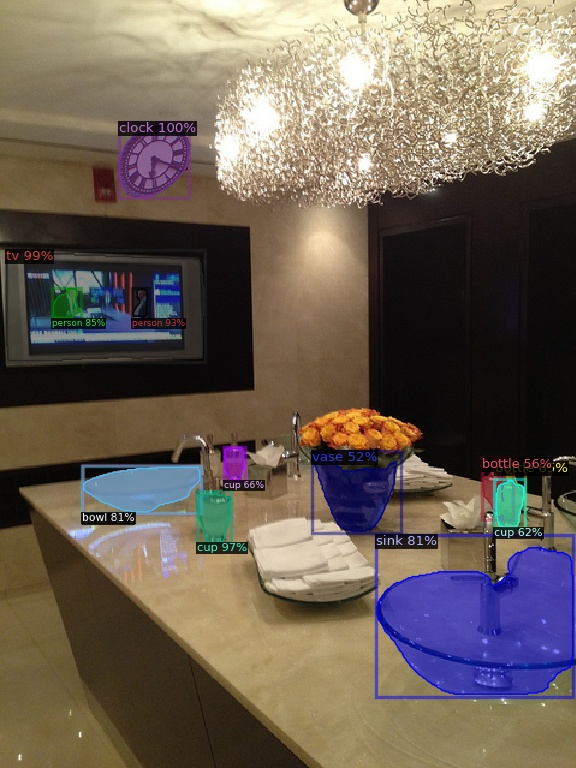 clock 100%
tv 99%
person 85%
person 93%
vase 52%
bottle 56%
%
cup 66%
bowl 81%
cup 97%
cup 62%
sink 81%